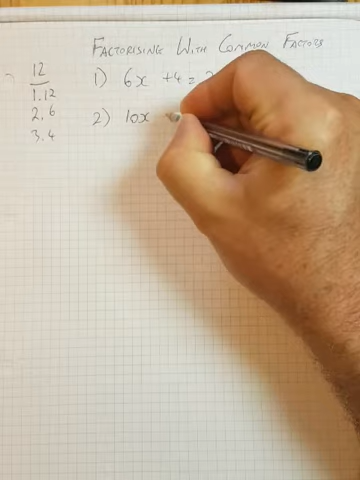 FACTORISING WITH COMMON FACTORS
12
1.12
2,6
3.4
1) 6x +4 =
2) 10x